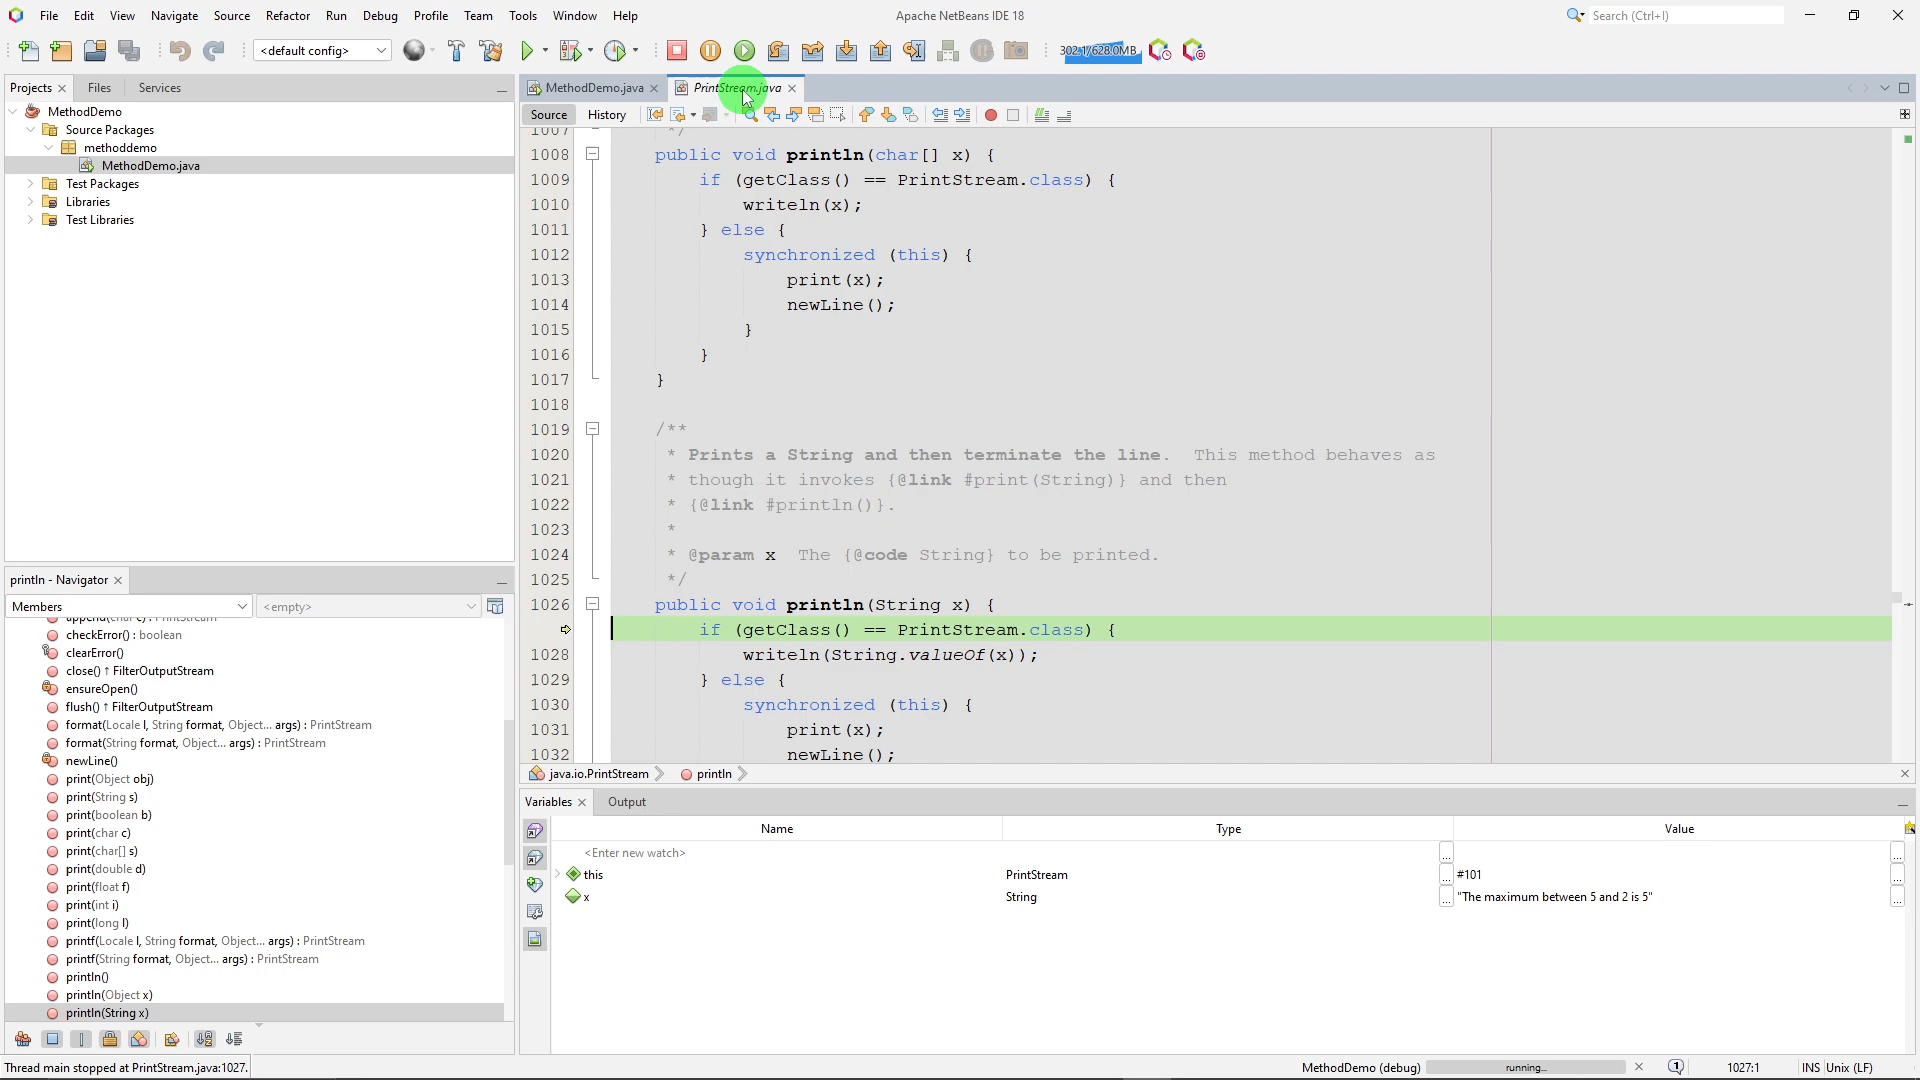 File Edit View Navigate Source Refactor Run Debug Profile Team Tools Window Help
Apache NetBeans IDE 18
Search (Ctrl+I)
<default config>
302.1/628.0MB
Projects Files Services
MethodDemo.java PrintStream.java
Source History
MethodDemo
Source Packages
methoddemo
MethodDemo.java
Test Packages
Libraries
Test Libraries
1007 */
1008 public void println(char[] x) {
1009 if (getClass() == PrintStream.class) {
1010 writeln(x);
1011 } else {
1012 synchronized (this) {
1013 print(x);
1014 newLine();
1015 }
1016 }
1017 }
1018
1019 /**
1020 * Prints a String and then terminate the line.  This method behaves as
1021 * though it invokes {@link #print(String)} and then
1022 * {@link #println()}.
1023 *
1024 * @param x  The {@code String} to be printed.
1025 */
1026 public void println(String x) {
if (getClass() == PrintStream.class) {
1028 writeln(String.valueOf(x));
1029 } else {
1030 synchronized (this) {
1031 print(x);
1032 newLine();
java.io.PrintStream println
println - Navigator
Members <empty>
append(char c) : PrintStream
checkError() : boolean
clearError()
close() ↑ FilterOutputStream
ensureOpen()
flush() ↑ FilterOutputStream
format(Locale l, String format, Object... args) : PrintStream
format(String format, Object... args) : PrintStream
newLine()
print(Object obj)
print(String s)
print(boolean b)
print(char c)
print(char[] s)
print(double d)
print(float f)
print(int i)
print(long l)
printf(Locale l, String format, Object... args) : PrintStream
printf(String format, Object... args) : PrintStream
println()
println(Object x)
println(String x)
Variables Output
Name Type Value
<Enter new watch> ... ...
this PrintStream ... #101 ...
x String ... "The maximum between 5 and 2 is 5" ...
Thread main stopped at PrintStream.java:1027.
MethodDemo (debug) running... 1 1027:1 INS Unix (LF)